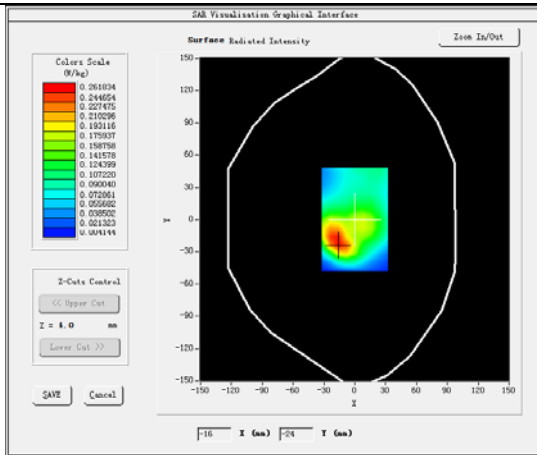 SAR Visualisation Graphical Interface
Surface Radiated Intensity
Zoom In/Out
Colors Scale
(W/kg)
0.261834
0.244654
0.227475
0.210296
0.193116
0.175937
0.158758
0.141578
0.124399
0.107220
0.090040
0.072861
0.055682
0.038502
0.021323
0.004144
150
120
90
60
30
0
-30
-60
-90
-120
-150
Y
-150 -120 -90 -60 -30 0 30 60 90 120 150
X
Z-Cuts Control
<< Upper Cut
Z = 4.0 mm
Lower Cut >>
SAVE Cancel
-16 X (mm) -24 Y (mm)